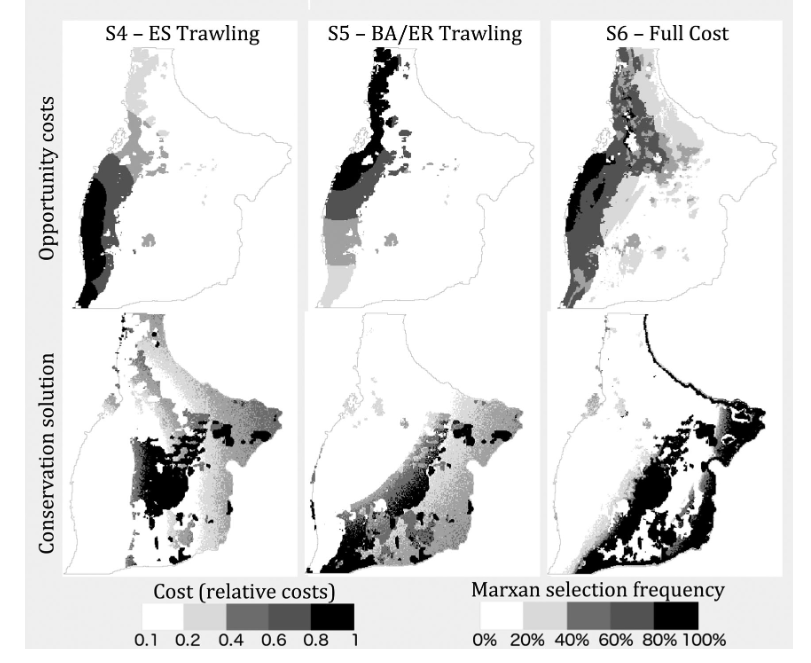 S4 – ES Trawling
S5 – BA/ER Trawling
S6 – Full Cost
Opportunity costs
Conservation solution
Cost (relative costs)
0.1 0.2 0.4 0.6 0.8 1
Marxan selection frequency
0% 20% 40% 60% 80% 100%